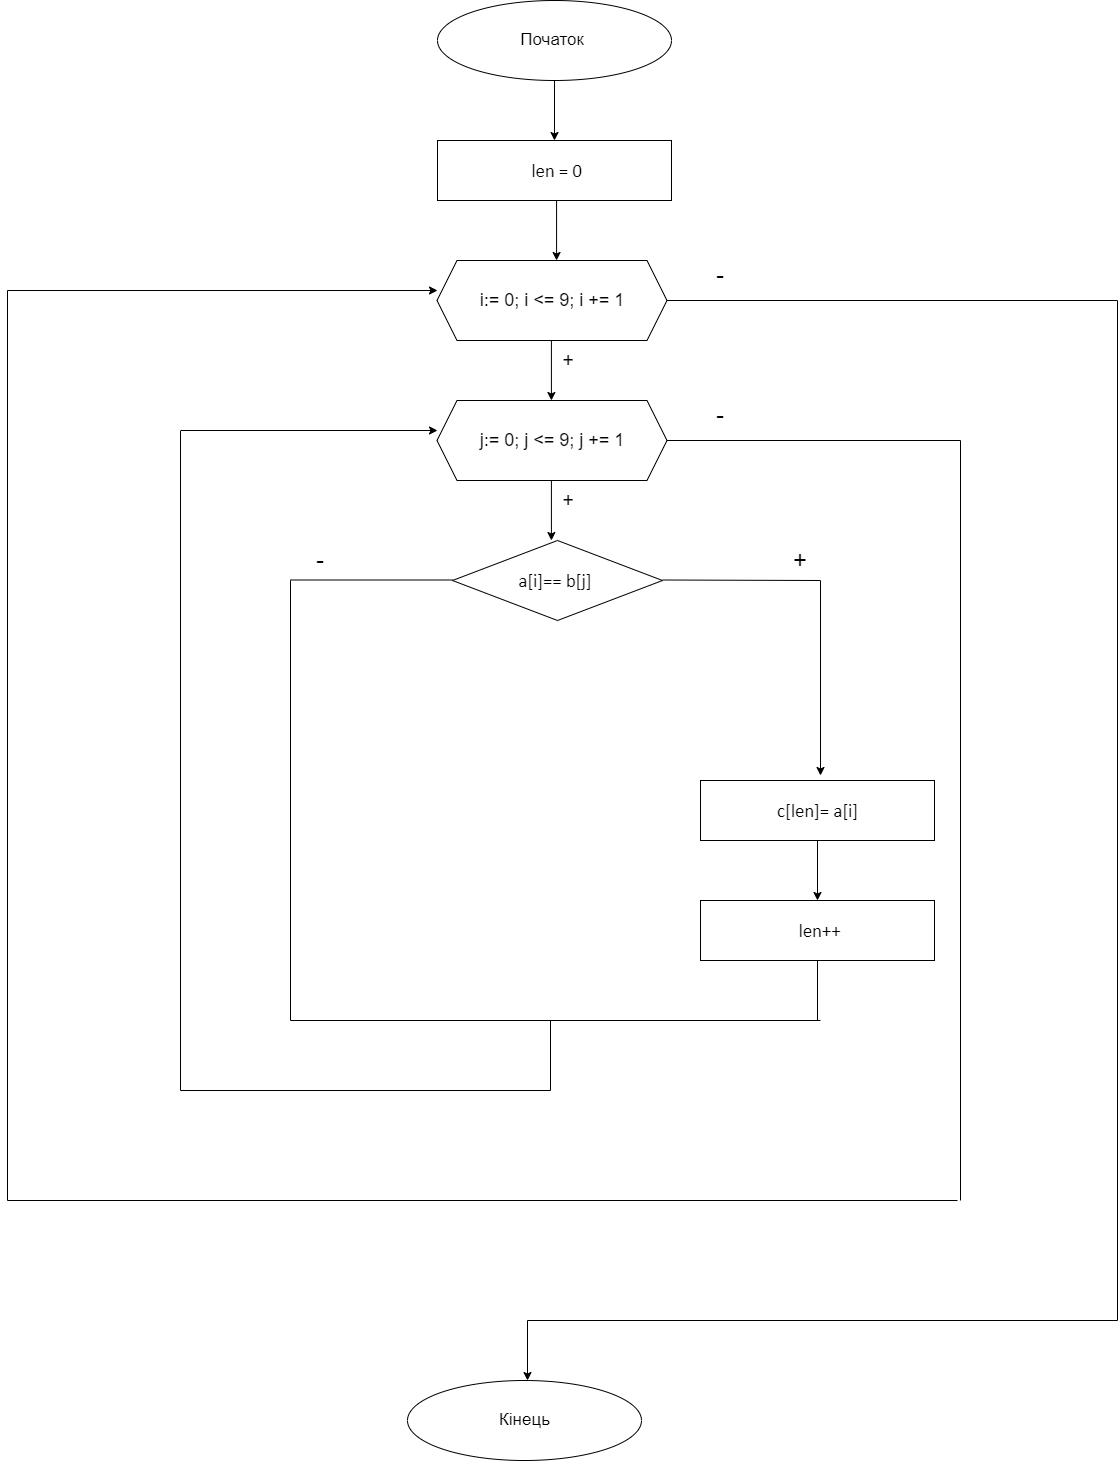 Початок
len = 0
i:= 0; i <= 9; i += 1
-
+
j:= 0; j <= 9; j += 1
-
+
a[i]== b[j]
-
+
c[len]= a[i]
len++
Кінець